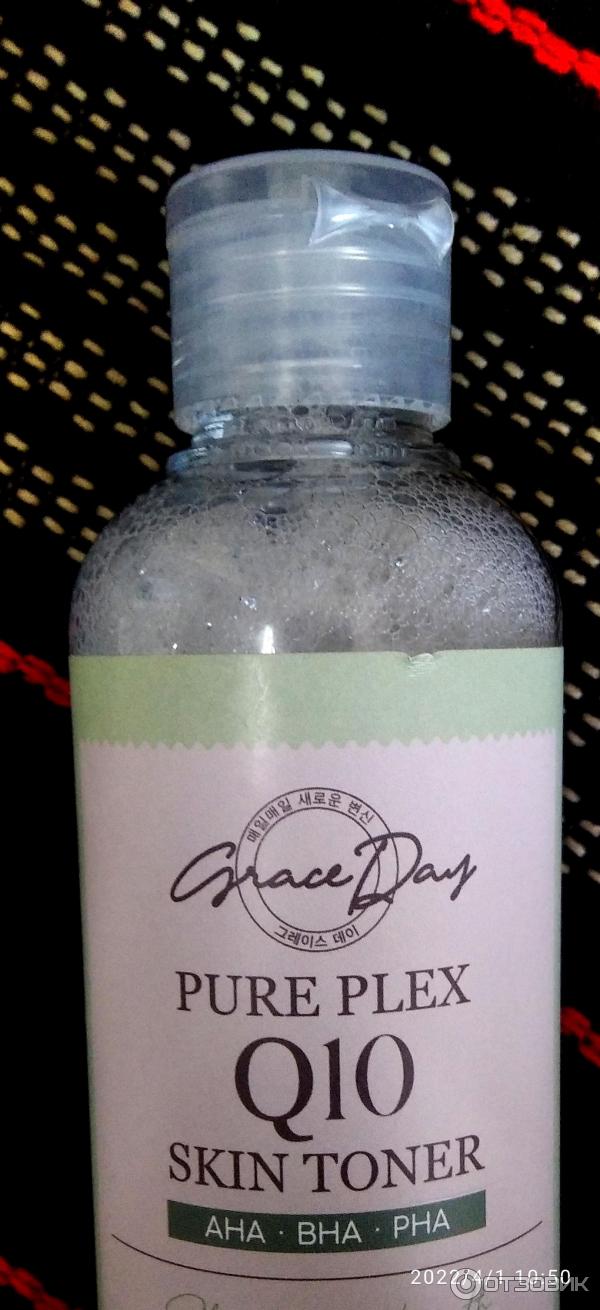 매일매일 새로운 변신
Grace Day
그레이스 데이
PURE PLEX
Q10
SKIN TONER
AHA · BHA · PHA
2022/4/1 10:50
ОТЗОВИК